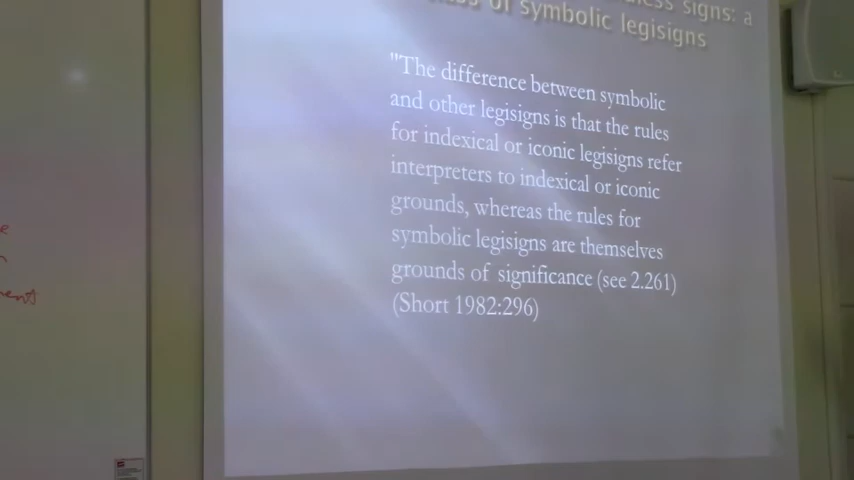 signs: a
of symbolic legisigns
"The difference between symbolic
and other legisigns is that the rules
for indexical or iconic legisigns refer
interpreters to indexical or iconic
grounds, whereas the rules for
symbolic legisigns are themselves
grounds of significance (see 2.261)
(Short 1982:296)